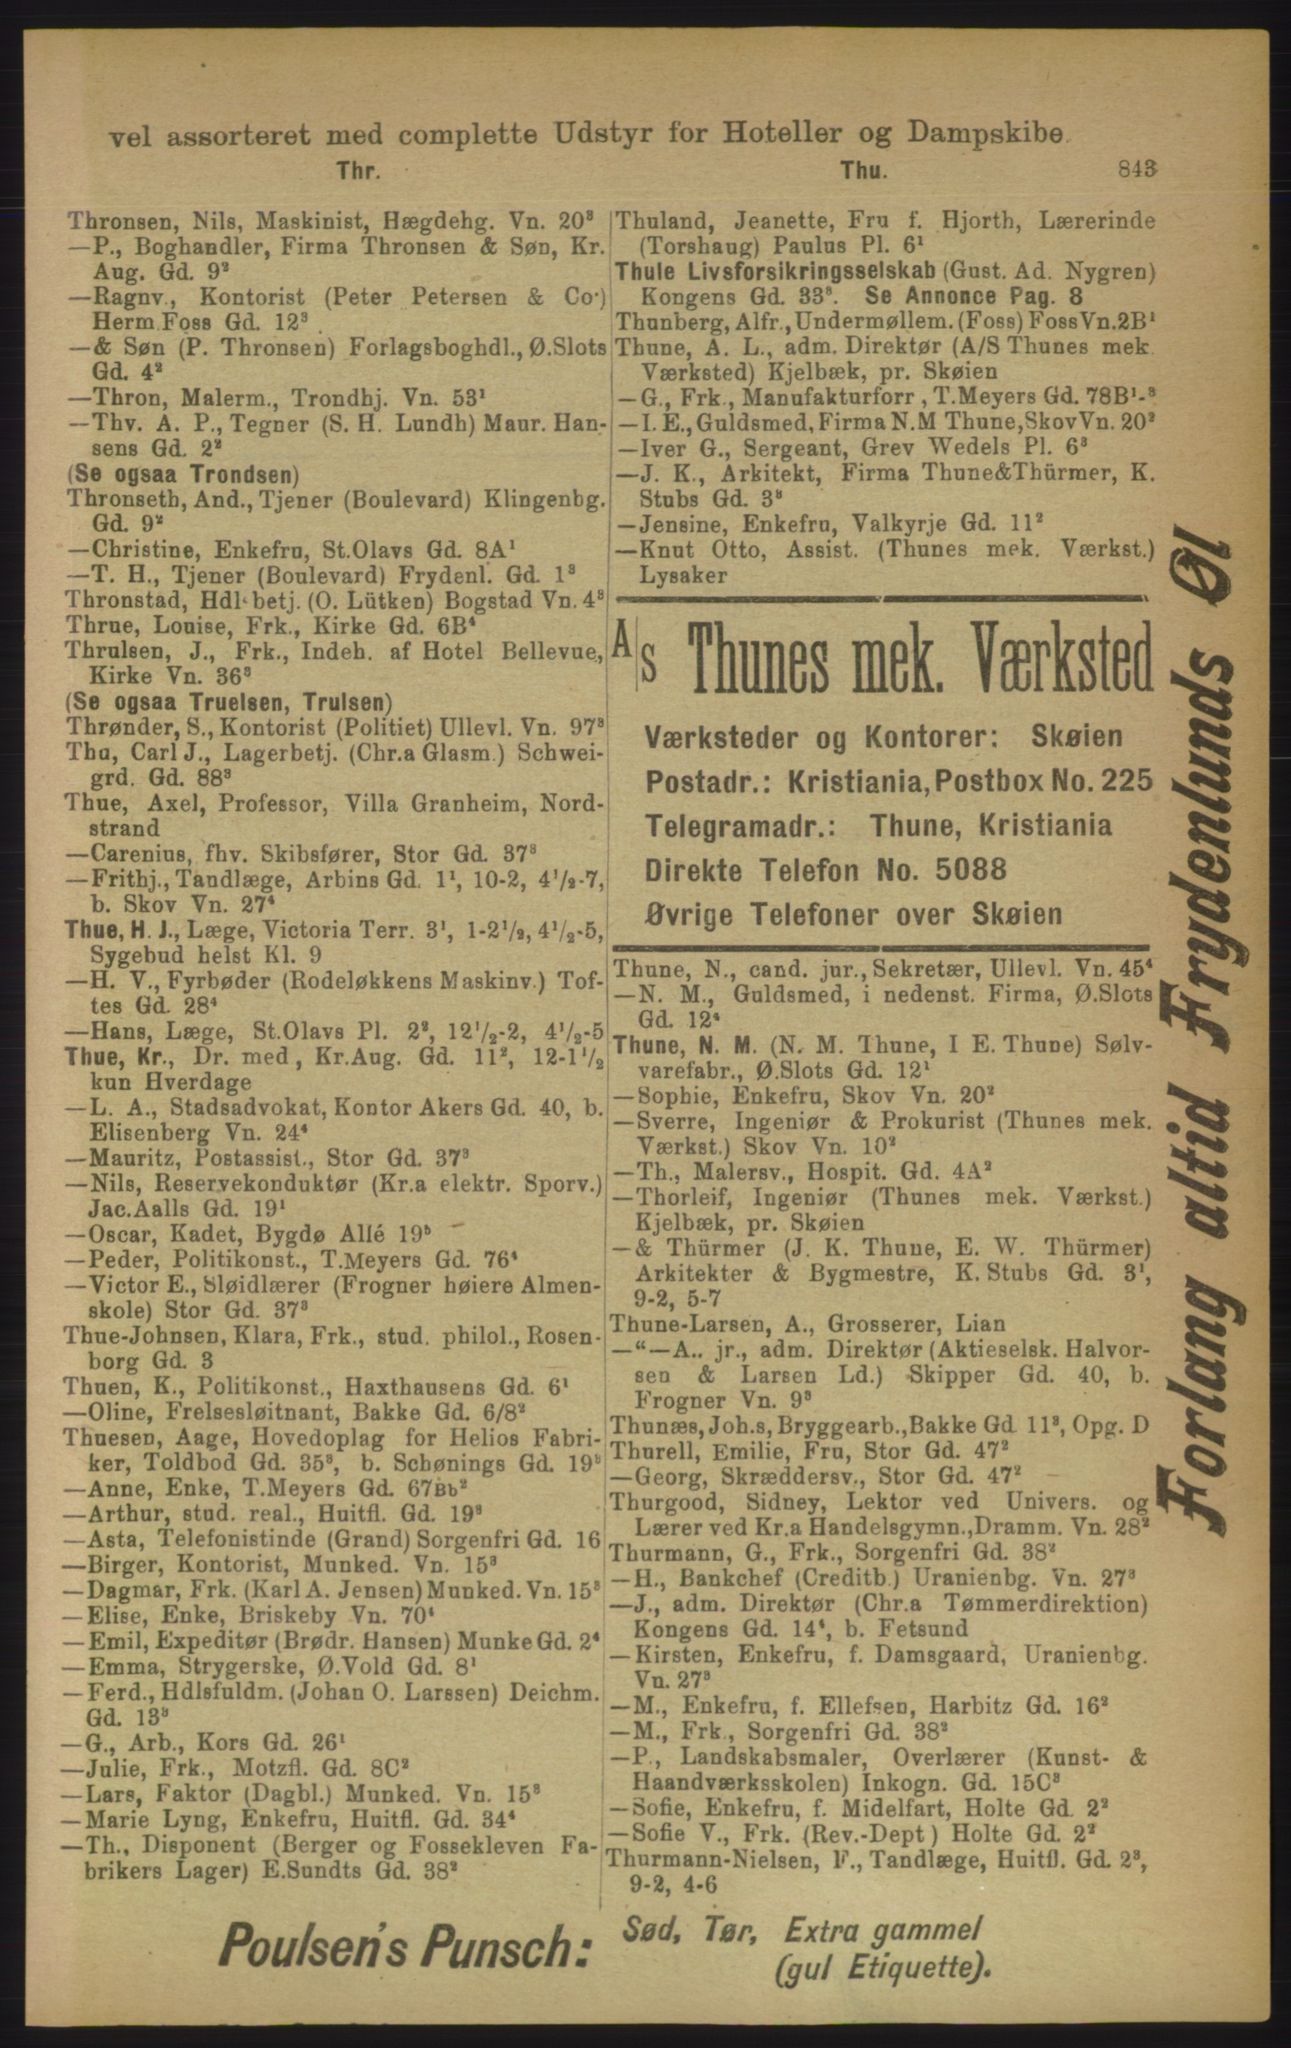 vel assorteret med complette Udstyr for Hoteller og Dampskibe
Thr.
Thu.
843
Thronsen, Nils, Maskinist, Hægdehg. Vn. 20³
—P., Boghandler, Firma Thronsen & Søn, Kr.
Aug. Gd. 9²
—Ragnv., Kontorist (Peter Petersen & Co.)
Herm. Foss Gd. 12³
—& Søn (P. Thronsen) Forlagsboghdl., Ø.Slots
Gd. 4²
—Thron, Malerm., Trondhj. Vn. 53¹
—Thv. A. P., Tegner (S. H. Lundh) Maur. Han-
sens Gd. 2²
(Se ogsaa Trondsen)
Thronseth, And., Tjener (Boulevard) Klingenbg.
Gd. 9²
—Christine, Enkefru, St.Olavs Gd. 8A¹
—T. H., Tjener (Boulevard) Frydenl. Gd. 1³
Thronstad, Hdl.betj. (O. Lütken) Bogstad Vn. 4³
Thrue, Louise, Frk., Kirke Gd. 6B⁴
Thrulsen, J., Frk., Indeh. af Hotel Bellevue,
Kirke Vn. 36³
(Se ogsaa Truelsen, Trulsen)
Thrønder, S., Kontorist (Politiet) Ullevl. Vn. 97³
Thu, Carl J., Lagerbetj. (Chr.a Glasm.) Schwei-
grd. Gd. 88³
Thue, Axel, Professor, Villa Granheim, Nord-
strand
—Carenius, fhv. Skibsfører, Stor Gd. 37³
—Frithj., Tandlæge, Arbins Gd. 1¹, 10-2, 4¹/₂-7,
b. Skov Vn. 27⁴
Thue, H. J., Læge, Victoria Terr. 3¹, 1-2¹/₂, 4¹/₂-5,
Sygebud helst Kl. 9
—H. V., Fyrbøder (Rodeløkkens Maskinv.) Tof-
tes Gd. 28⁴
—Hans, Læge, St.Olavs Pl. 2², 12¹/₂-2, 4¹/₂-5
Thue, Kr., Dr. med., Kr.Aug. Gd. 11², 12-1¹/₂
kun Hverdage
—L. A., Stadsadvokat, Kontor Akers Gd. 40, b.
Elisenberg Vn. 24⁴
—Mauritz, Postassist., Stor Gd. 37³
—Nils, Reservekonduktør (Kr.a elektr. Sporv.)
Jac.Aalls Gd. 19¹
—Oscar, Kadet, Bygdø Allé 19⁵
—Peder, Politikonst., T.Meyers Gd. 76⁴
—Victor E., Sløidlærer (Frogner høiere Almen-
skole) Stor Gd. 37³
Thue-Johnsen, Klara, Frk., stud. philol., Rosen-
borg Gd. 3
Thuen, K., Politikonst., Haxthausens Gd. 6¹
—Oline, Frelsesløitnant, Bakke Gd. 6/8²
Thuesen, Aage, Hovedoplag for Helios Fabri-
ker, Toldbod Gd. 35³, b. Schønings Gd. 19³
—Anne, Enke, T.Meyers Gd. 67Bb²
—Arthur, stud. real., Huitfl. Gd. 19³
—Asta, Telefonistinde (Grand) Sorgenfri Gd. 16
—Birger, Kontorist, Munked. Vn. 15³
—Dagmar, Frk. (Karl A. Jensen) Munked. Vn. 15³
—Elise, Enke, Briskeby Vn. 70⁴
—Emil, Expeditør (Brødr. Hansen) Munke Gd. 2⁴
—Emma, Strygerske, Ø.Vold Gd. 8¹
—Ferd., Hdlsfuldm. (Johan O. Larssen) Deichm.
Gd. 13³
—G., Arb., Kors Gd. 26¹
—Julie, Frk., Motzfl. Gd. 8C²
—Lars, Faktor (Dagbl.) Munked. Vn. 15³
—Marie Lyng, Enkefru, Huitfl. Gd. 34⁴
—Th., Disponent (Berger og Fossekleven Fa-
brikers Lager) E.Sundts Gd. 38²
Thuland, Jeanette, Fru f. Hjorth, Lærerinde
(Torshaug) Paulus Pl. 6¹
Thule Livsforsikringsselskab (Gust. Ad. Nygren)
Kongens Gd. 33³. Se Annonce Pag. 8
Thunberg, Alfr., Undermøllem. (Foss) Foss Vn.2B¹
Thune, A. L., adm. Direktør (A/S Thunes mek.
Værksted) Kjelbæk, pr. Skøien
—G., Frk., Manufakturforr., T.Meyers Gd. 78B¹-³
—I. E., Guldsmed, Firma N.M Thune, Skov Vn. 20²
—Iver G., Sergeant, Grev Wedels Pl. 6³
—J. K., Arkitekt, Firma Thune&Thürmer, K.
Stubs Gd. 3³
—Jensine, Enkefru, Valkyrje Gd. 11²
—Knut Otto, Assist. (Thunes mek. Værkst.)
Lysaker
A/S Thunes mek. Værksted
Værksteder og Kontorer: Skøien
Postadr.: Kristiania, Postbox No. 225
Telegramadr.: Thune, Kristiania
Direkte Telefon No. 5088
Øvrige Telefoner over Skøien
Thune, N., cand. jur., Sekretær, Ullevl. Vn. 45⁴
—N. M., Guldsmed, i nedenst. Firma, Ø.Slots
Gd. 12⁴
Thune, N. M. (N. M. Thune, I E. Thune) Sølv-
varefabr., Ø.Slots Gd. 12¹
—Sophie, Enkefru, Skov Vn. 20²
—Sverre, Ingeniør & Prokurist (Thunes mek.
Værkst.) Skov Vn. 10²
—Th., Malersv., Hospit. Gd. 4A²
—Thorleif, Ingeniør (Thunes mek. Værkst.)
Kjelbæk, pr. Skøien
—& Thürmer (J. K. Thune, E. W. Thürmer)
Arkitekter & Bygmestre, K. Stubs Gd. 3¹,
9-2, 5-7
Thune-Larsen, A., Grosserer, Lian
—"—A.. jr., adm. Direktør (Aktieselsk. Halvor-
sen & Larsen Ld.) Skipper Gd. 40, b.
Frogner Vn. 9³
Thunæs, Joh.s, Bryggearb., Bakke Gd 11³, Opg. D
Thurell, Emilie, Fru, Stor Gd. 47²
—Georg, Skræddersv., Stor Gd. 47²
Thurgood, Sidney, Lektor ved Univers. og
Lærer ved Kr.a Handelsgymn., Dramm. Vn. 28²
Thurmann, G., Frk., Sorgenfri Gd. 38²
—H., Bankchef (Creditb.) Uranienbg. Vn. 27³
—J., adm. Direktør (Chr.a Tømmerdirektion)
Kongens Gd. 14⁴, b. Fetsund
—Kirsten, Enkefru, f. Damsgaard, Uranienbg.
Vn. 27³
—M., Enkefru, f. Ellefsen, Harbitz Gd. 16²
—M., Frk., Sorgenfri Gd. 38²
—P., Landskabsmaler, Overlærer (Kunst- &
Haandværksskolen) Inkogn. Gd. 15C³
—Sofie, Enkefru, f. Midelfart, Holte Gd. 2²
—Sofie V., Frk. (Rev.-Dept) Holte Gd. 2²
Thurmann-Nielsen, F., Tandlæge, Huitfl. Gd. 2³,
9-2, 4-6
Forlang altid Frydenlunds Øl
Poulsen's Punsch: Sød, Tør, Extra gammel
(gul Etiquette).